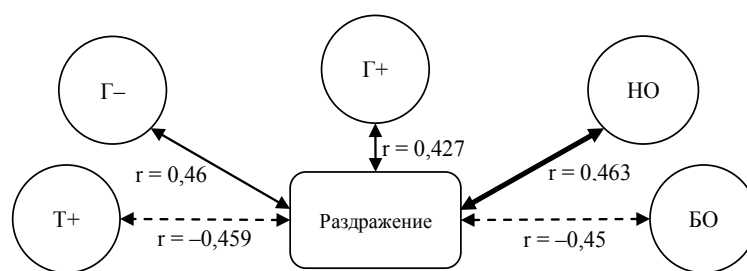 Г+
Г–
НО
r = 0,427
r = 0,46
r = 0,463
Т+
Раздражение
БО
r = –0,459
r = –0,45